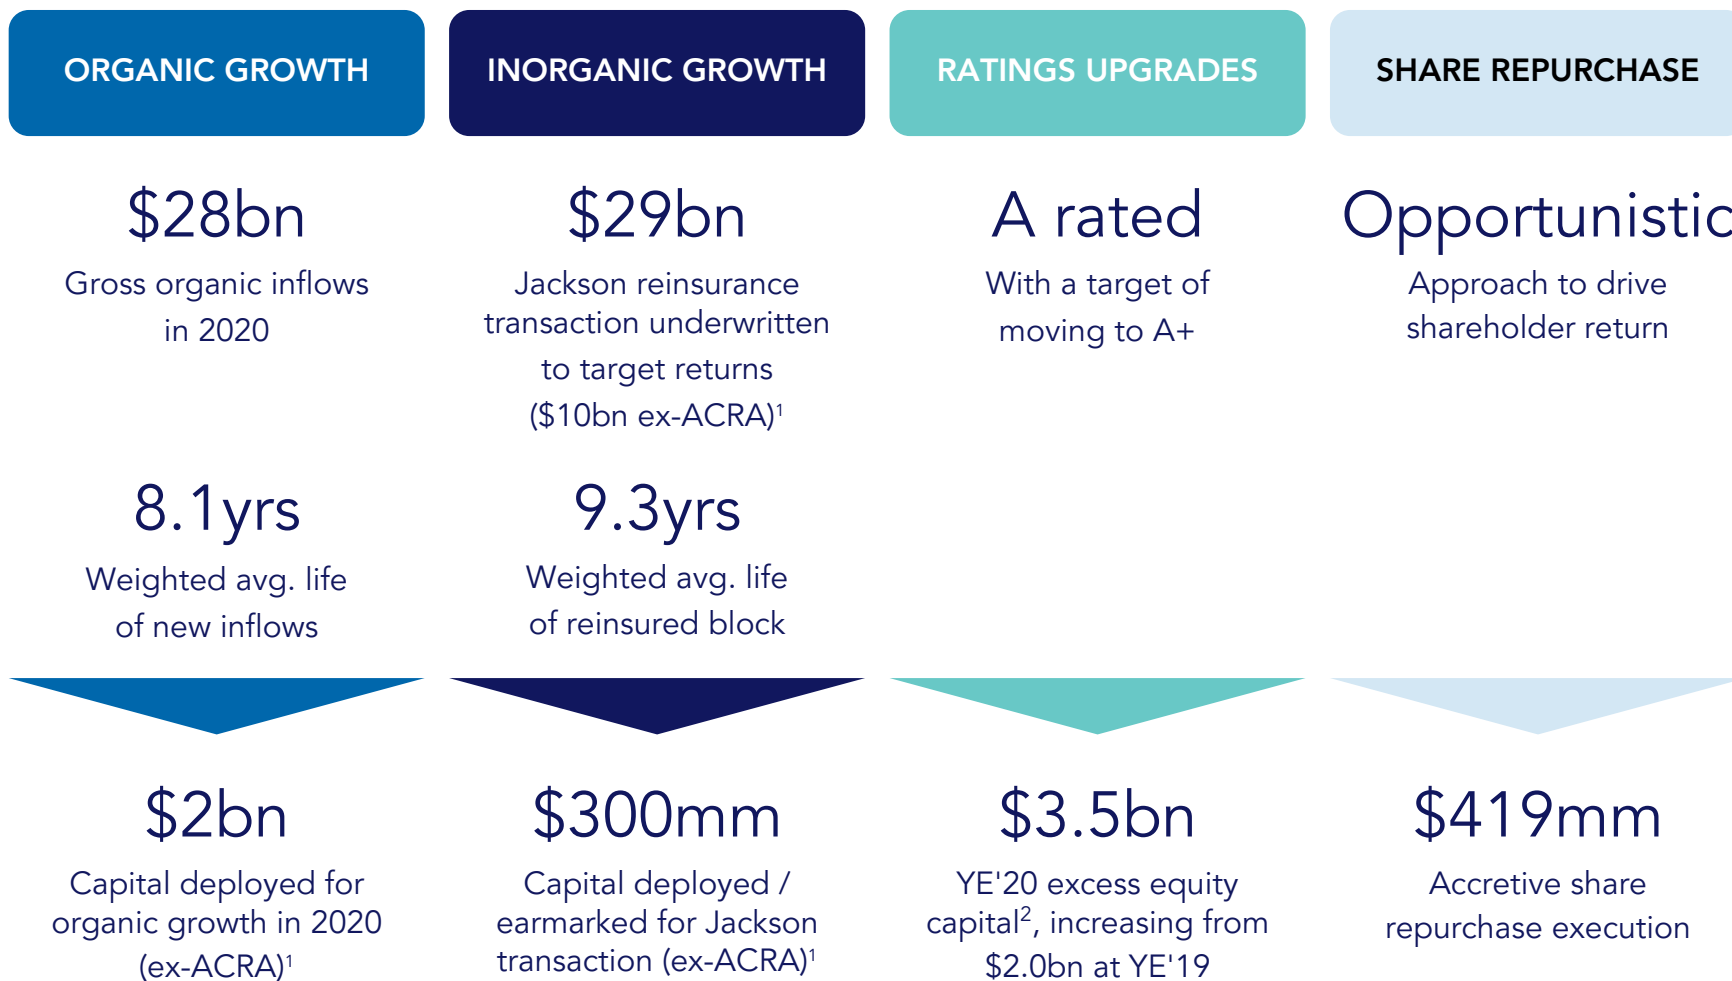 ORGANIC GROWTH
$28bn
Gross organic inflows
in 2020
8.1yrs
Weighted avg. life
of new inflows
$2bn
Capital deployed for
organic growth in 2020
(ex-ACRA)¹
INORGANIC GROWTH
$29bn
Jackson reinsurance
transaction underwritten
to target returns
($10bn ex-ACRA)¹
9.3yrs
Weighted avg. life
of reinsured block
$300mm
Capital deployed /
earmarked for Jackson
transaction (ex-ACRA)¹
RATINGS UPGRADES
A rated
With a target of
moving to A+
$3.5bn
YE'20 excess equity
capital², increasing from
$2.0bn at YE'19
SHARE REPURCHASE
Opportunistic
Approach to drive
shareholder return
$419mm
Accretive share
repurchase execution